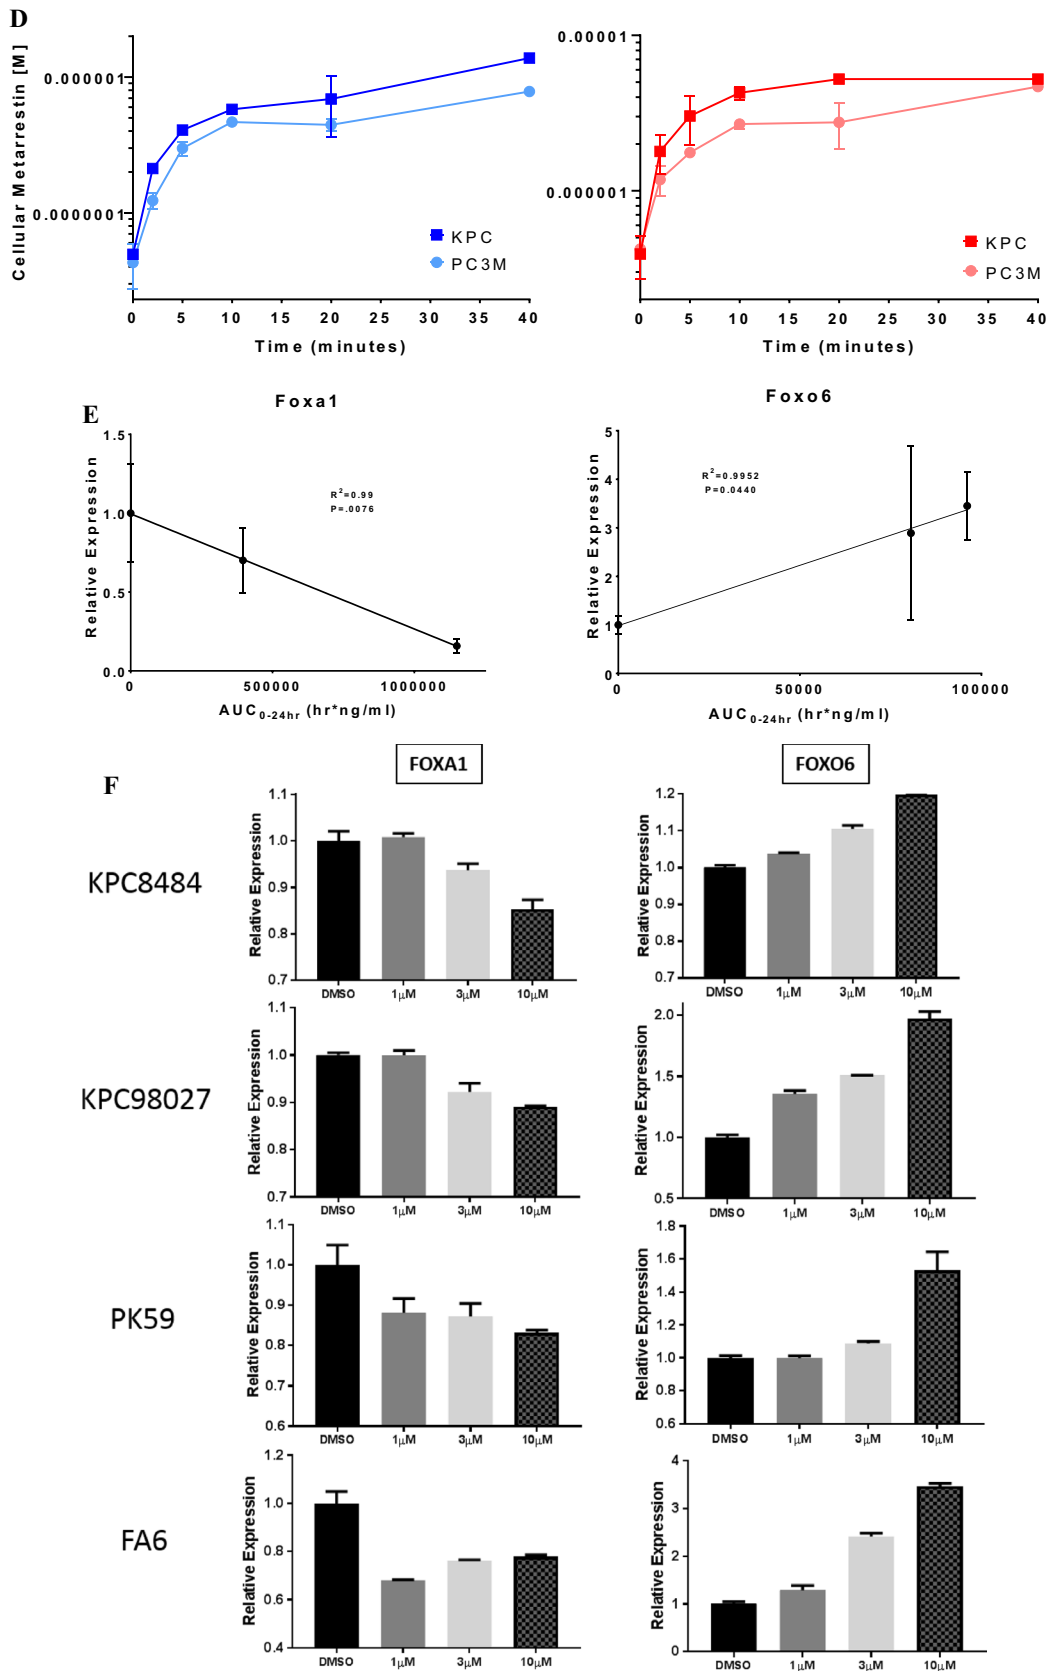 D
Cellular Metarrestin [M]
0.000001
0.0000001
KPC
PC3M
0 5 10 15 20 25 30 35 40
Time (minutes)
0.00001
0.000001
KPC
PC3M
0 5 10 15 20 25 30 35 40
Time (minutes)
E
Foxa1
Relative Expression
1.5
1.0
0.5
0.0
R2=0.99
P=.0076
0 500000 1000000
AUC0-24hr (hr*ng/ml)
Foxo6
Relative Expression
5
4
3
2
1
0
R2=0.9952
P=0.0440
0 50000 100000
AUC0-24hr (hr*ng/ml)
F
FOXA1
FOXO6
KPC8484
Relative Expression
1.1
1.0
0.9
0.8
0.7
DMSO 1µM 3µM 10µM
Relative Expression
1.2
1.1
1.0
0.9
0.8
0.7
DMSO 1µM 3µM 10µM
KPC98027
Relative Expression
1.1
1.0
0.9
0.8
0.7
DMSO 1µM 3µM 10µM
Relative Expression
2.0
1.5
1.0
0.5
DMSO 1µM 3µM 10µM
PK59
Relative Expression
1.1
1.0
0.9
0.8
0.7
0.6
DMSO 1µM 3µM 10µM
Relative Expression
1.8
1.6
1.4
1.2
1.0
0.8
0.6
DMSO 1µM 3µM 10µM
FA6
Relative Expression
1.2
1.0
0.8
0.6
0.4
DMSO 1µM 3µM 10µM
Relative Expression
4
3
2
1
0
DMSO 1µM 3µM 10µM